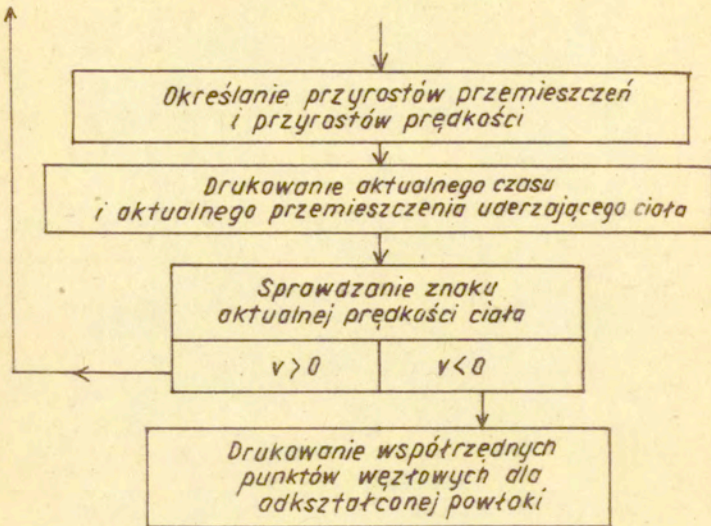 Określanie przyrostów przemieszczeń
i przyrostów prędkości
Drukowanie aktualnego czasu
i aktualnego przemieszczenia uderzającego ciała
Sprawdzanie znaku
aktualnej prędkości ciała
v > 0 v < 0
Drukowanie współrzędnych
punktów węzłowych dla
odkształconej powłoki